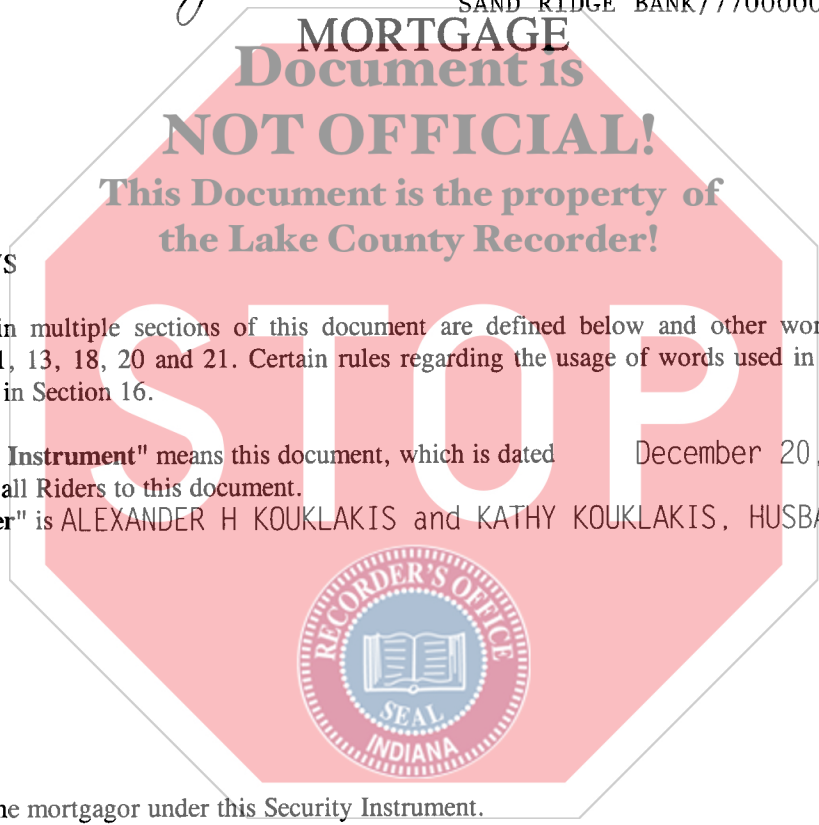 SAND RIDGE BANK/7700000
MORTGAGE
Document is
NOT OFFICIAL!
This Document is the property of
the Lake County Recorder!
in multiple sections of this document are defined below and other
13, 18, 20 and 21. Certain rules regarding the usage of words used in
in Section 16.
STOP
Instrument" means this document, which is dated December 20,
all Riders to this document.
is ALEXANDER H KOUKLAKIS and KATHY KOUKLAKIS, HUSBA
RECORDER'S OFFICE
SEAL
INDIANA
mortgagor under this Security Instrument.